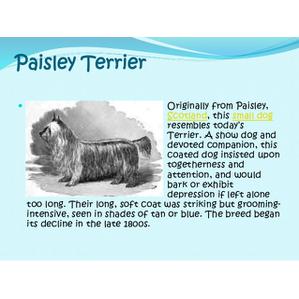 Paisley Terrier
Originally from Paisley,
Scotland, this small dog
resembles today's
Terrier. A show dog and
devoted companion, this
coated dog insisted upon
togetherness and
attention, and would
bark or exhibit
depression if left alone
too long. Their long, soft coat was striking but grooming-
intensive, seen in shades of tan or blue. The breed began
its decline in the late 1800s.